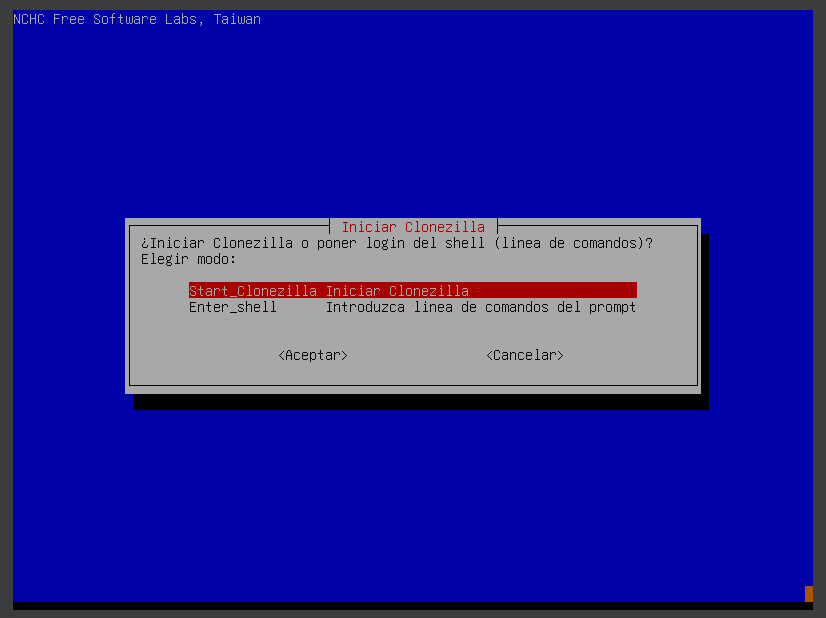 NCHC Free Software Labs, Taiwan
Iniciar Clonezilla
¿Iniciar Clonezilla o poner login del shell (linea de comandos)?
Elegir modo:
Start_Clonezilla Iniciar Clonezilla
Enter_shell Introduzca linea de comandos del prompt
<Aceptar> <Cancelar>